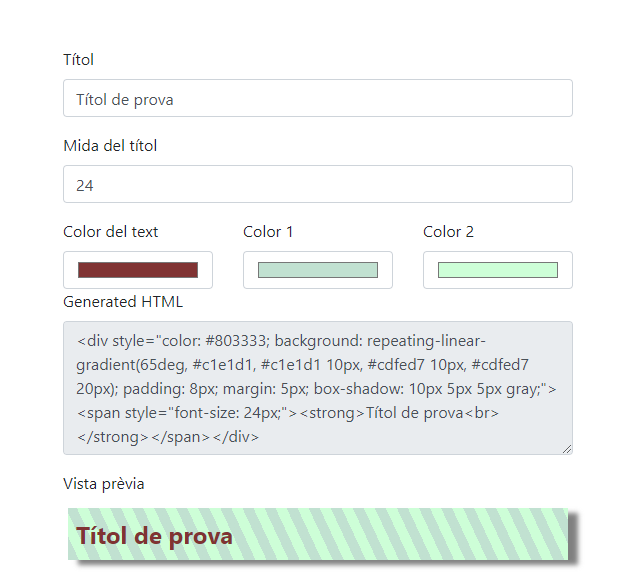 Títol
Títol de prova
Mida del títol
24
Color del text Color 1 Color 2
Generated HTML
<div style="color: #803333; background: repeating-linear-
gradient(65deg, #c1e1d1, #c1e1d1 10px, #cdfed7 10px, #cdfed7
20px); padding: 8px; margin: 5px; box-shadow: 10px 5px 5px gray;">
<span style="font-size: 24px;"><strong>Títol de prova<br>
</strong></span></div>
Vista prèvia
Títol de prova